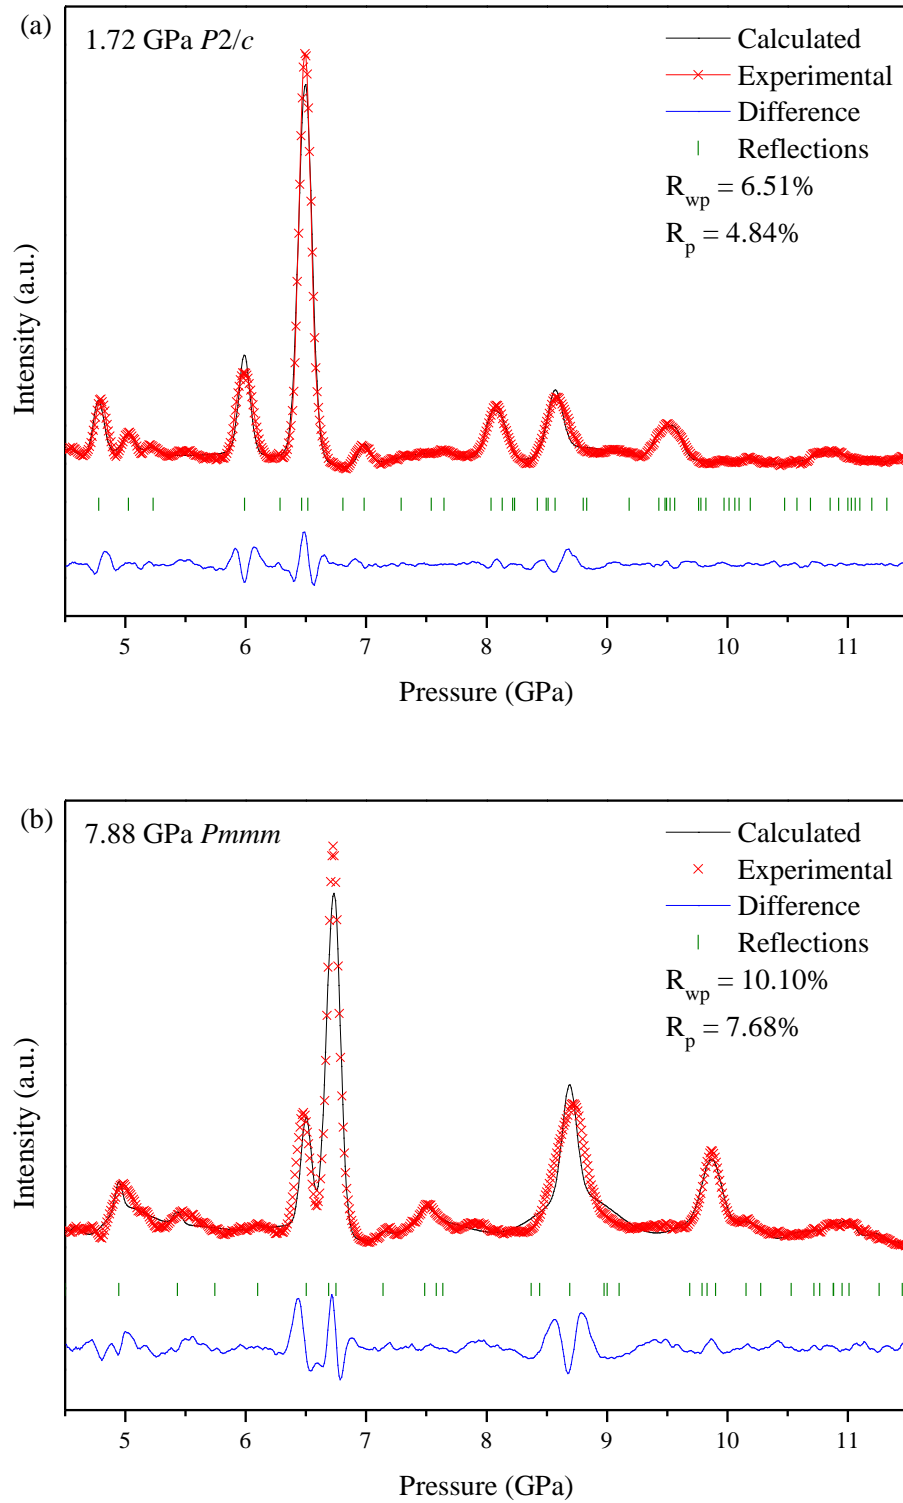 (a)
1.72 GPa P2/c
Calculated
Experimental
Difference
Reflections
Rwp = 6.51%
Rp = 4.84%
Intensity (a.u.)
5 6 7 8 9 10 11
Pressure (GPa)
(b)
7.88 GPa Pmmm
Calculated
Experimental
Difference
Reflections
Rwp = 10.10%
Rp = 7.68%
Intensity (a.u.)
5 6 7 8 9 10 11
Pressure (GPa)